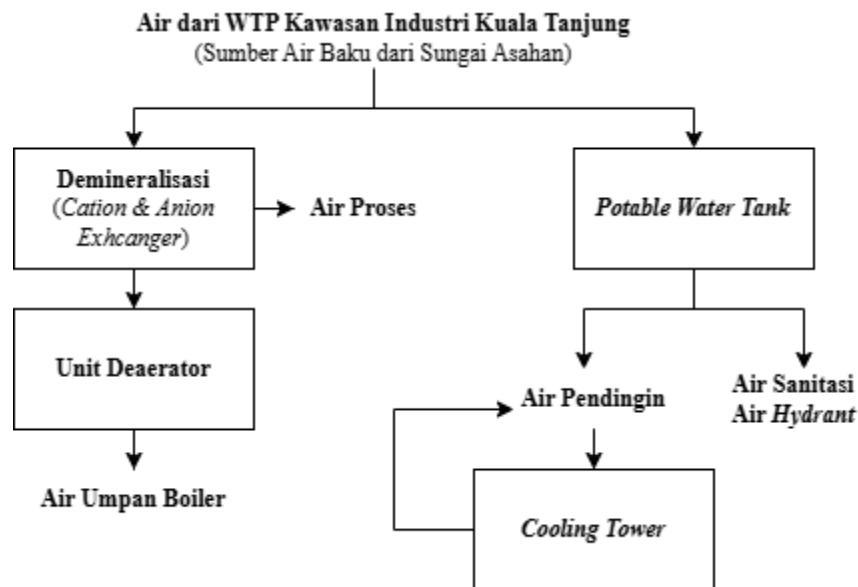 Air dari WTP Kawasan Industri Kuala Tanjung
(Sumber Air Baku dari Sungai Asahan)
Demineralisasi
(Cation & Anion
Exhcanger)
Air Proses
Potable Water Tank
Unit Deaerator
Air Pendingin
Air Sanitasi
Air Hydrant
Air Umpan Boiler
Cooling Tower